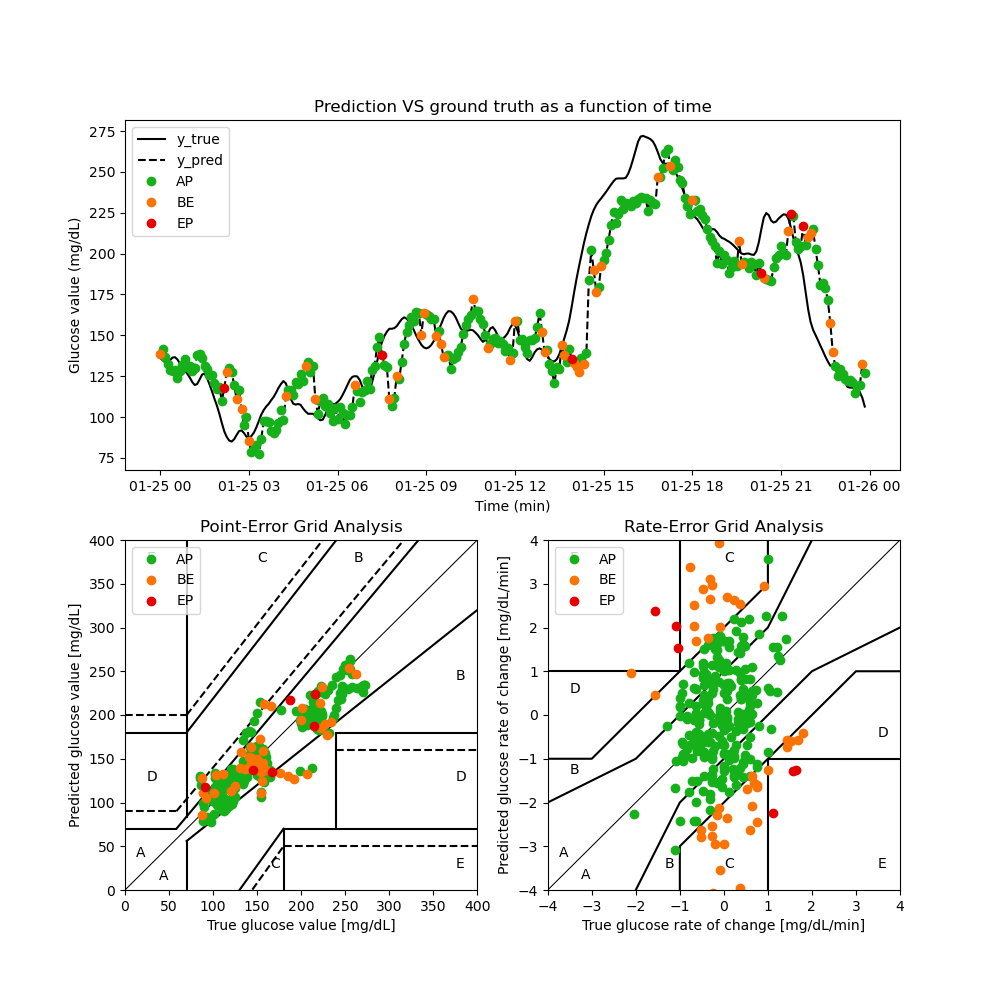 Prediction VS ground truth as a function of time
Glucose value (mg/dL)
275
250
225
200
175
150
125
100
75
y_true
y_pred
AP
BE
EP
01-25 00 01-25 03 01-25 06 01-25 09 01-25 12 01-25 15 01-25 18 01-25 21 01-26 00
Time (min)
Point-Error Grid Analysis
Predicted glucose value [mg/dL]
400
350
300
250
200
150
100
50
0
AP
BE
EP
C
B
B
D
D
A
A
C
E
0 50 100 150 200 250 300 350 400
True glucose value [mg/dL]
Rate-Error Grid Analysis
Predicted glucose rate of change [mg/dL/min]
4
3
2
1
0
−1
−2
−3
−4
AP
BE
EP
C
D
D
B
A
A
B
C
E
−4 −3 −2 −1 0 1 2 3 4
True glucose rate of change [mg/dL/min]